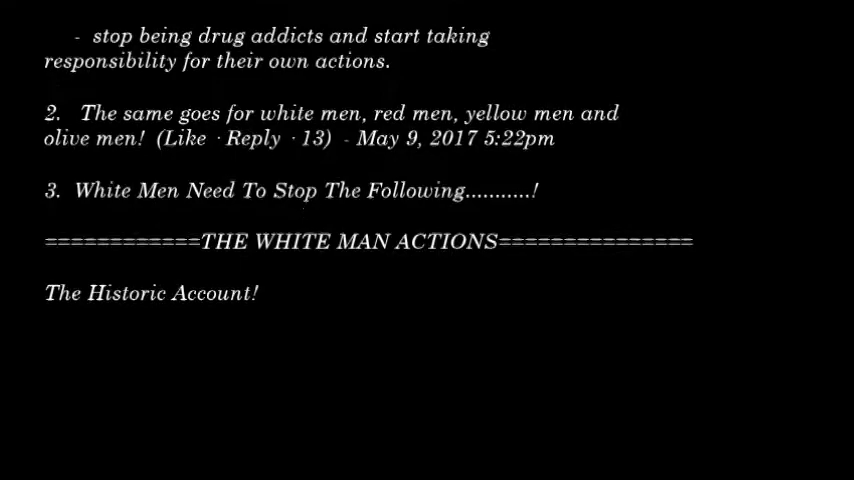 - stop being drug addicts and start taking
responsibility for their own actions.
2. The same goes for white men, red men, yellow men and
olive men! (Like · Reply · 13) - May 9, 2017 5:22pm
3. White Men Need To Stop The Following...........!
============THE WHITE MAN ACTIONS===============
The Historic Account!